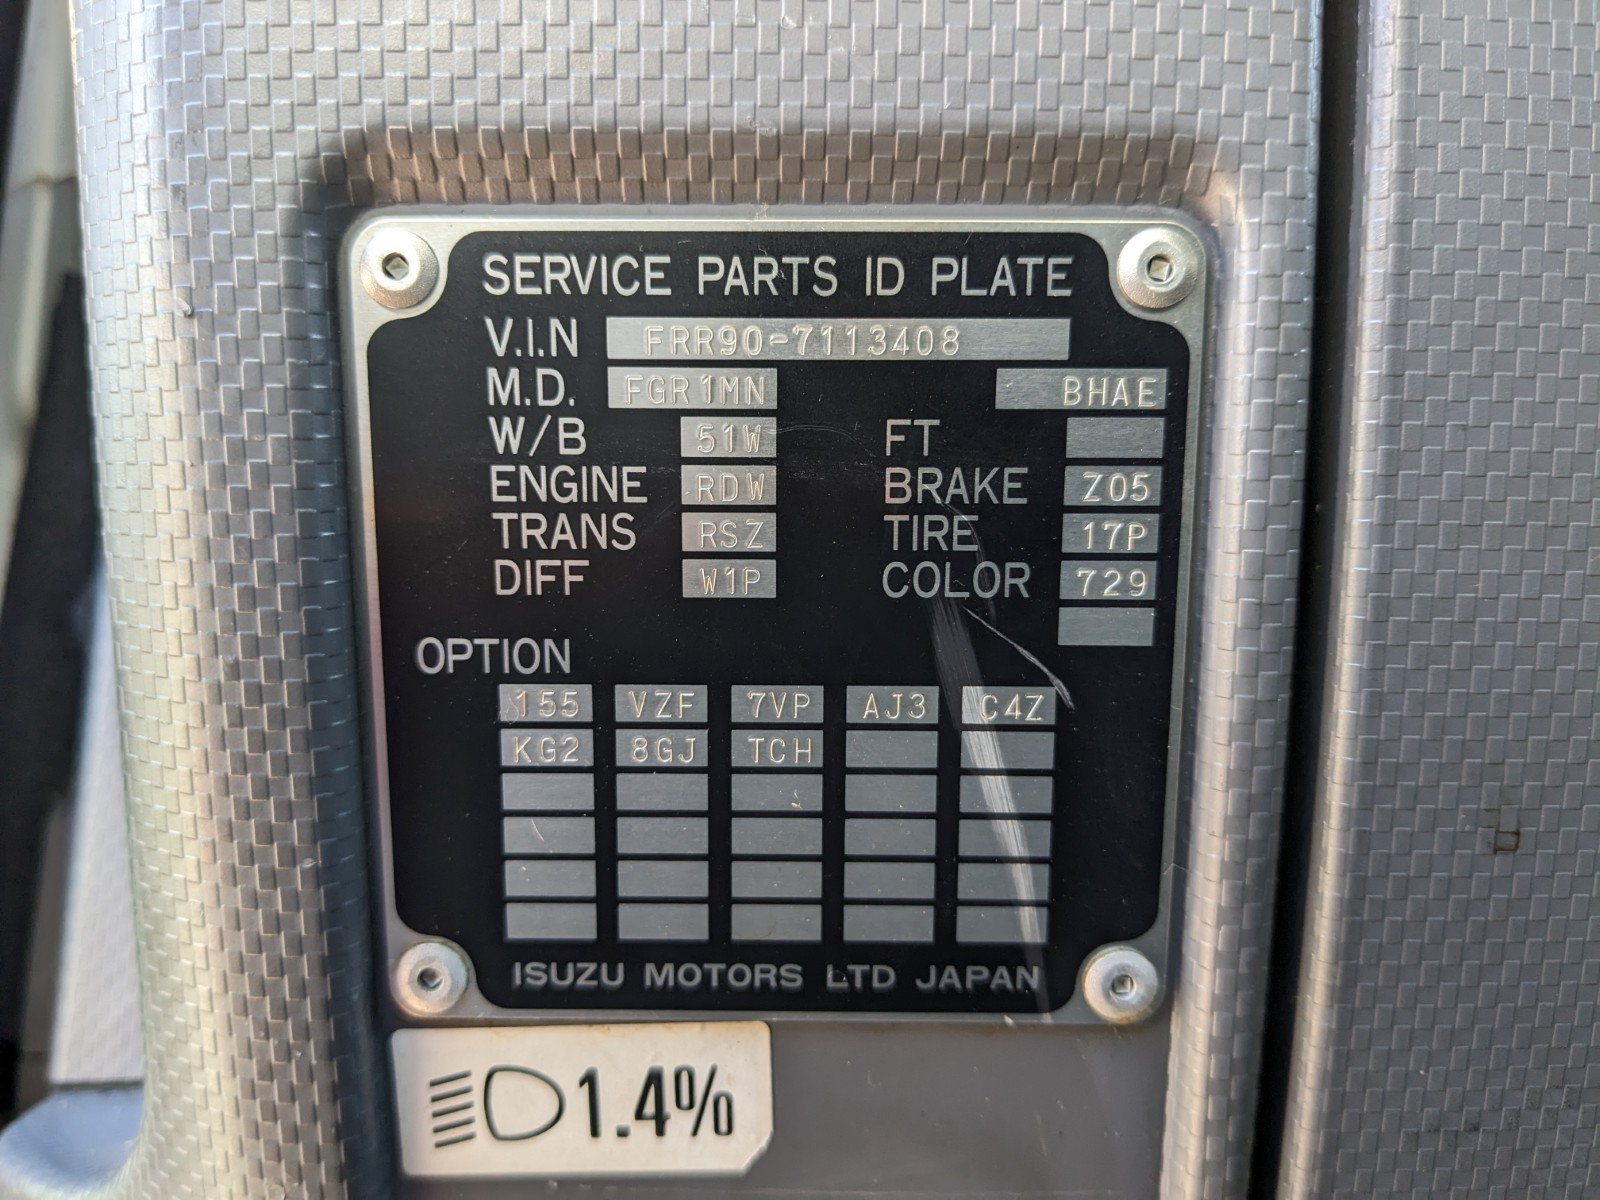 SERVICE PARTS ID PLATE
V.I.N FRR90-7113408
M.D. FGR1MN BHAE
W/B 51W FT
ENGINE RDW BRAKE Z05
TRANS RSZ TIRE 17P
DIFF W1P COLOR 729
OPTION
155 VZF 7VP AJ3 C4Z
KG2 8GJ TCH
ISUZU MOTORS LTD JAPAN
1.4%